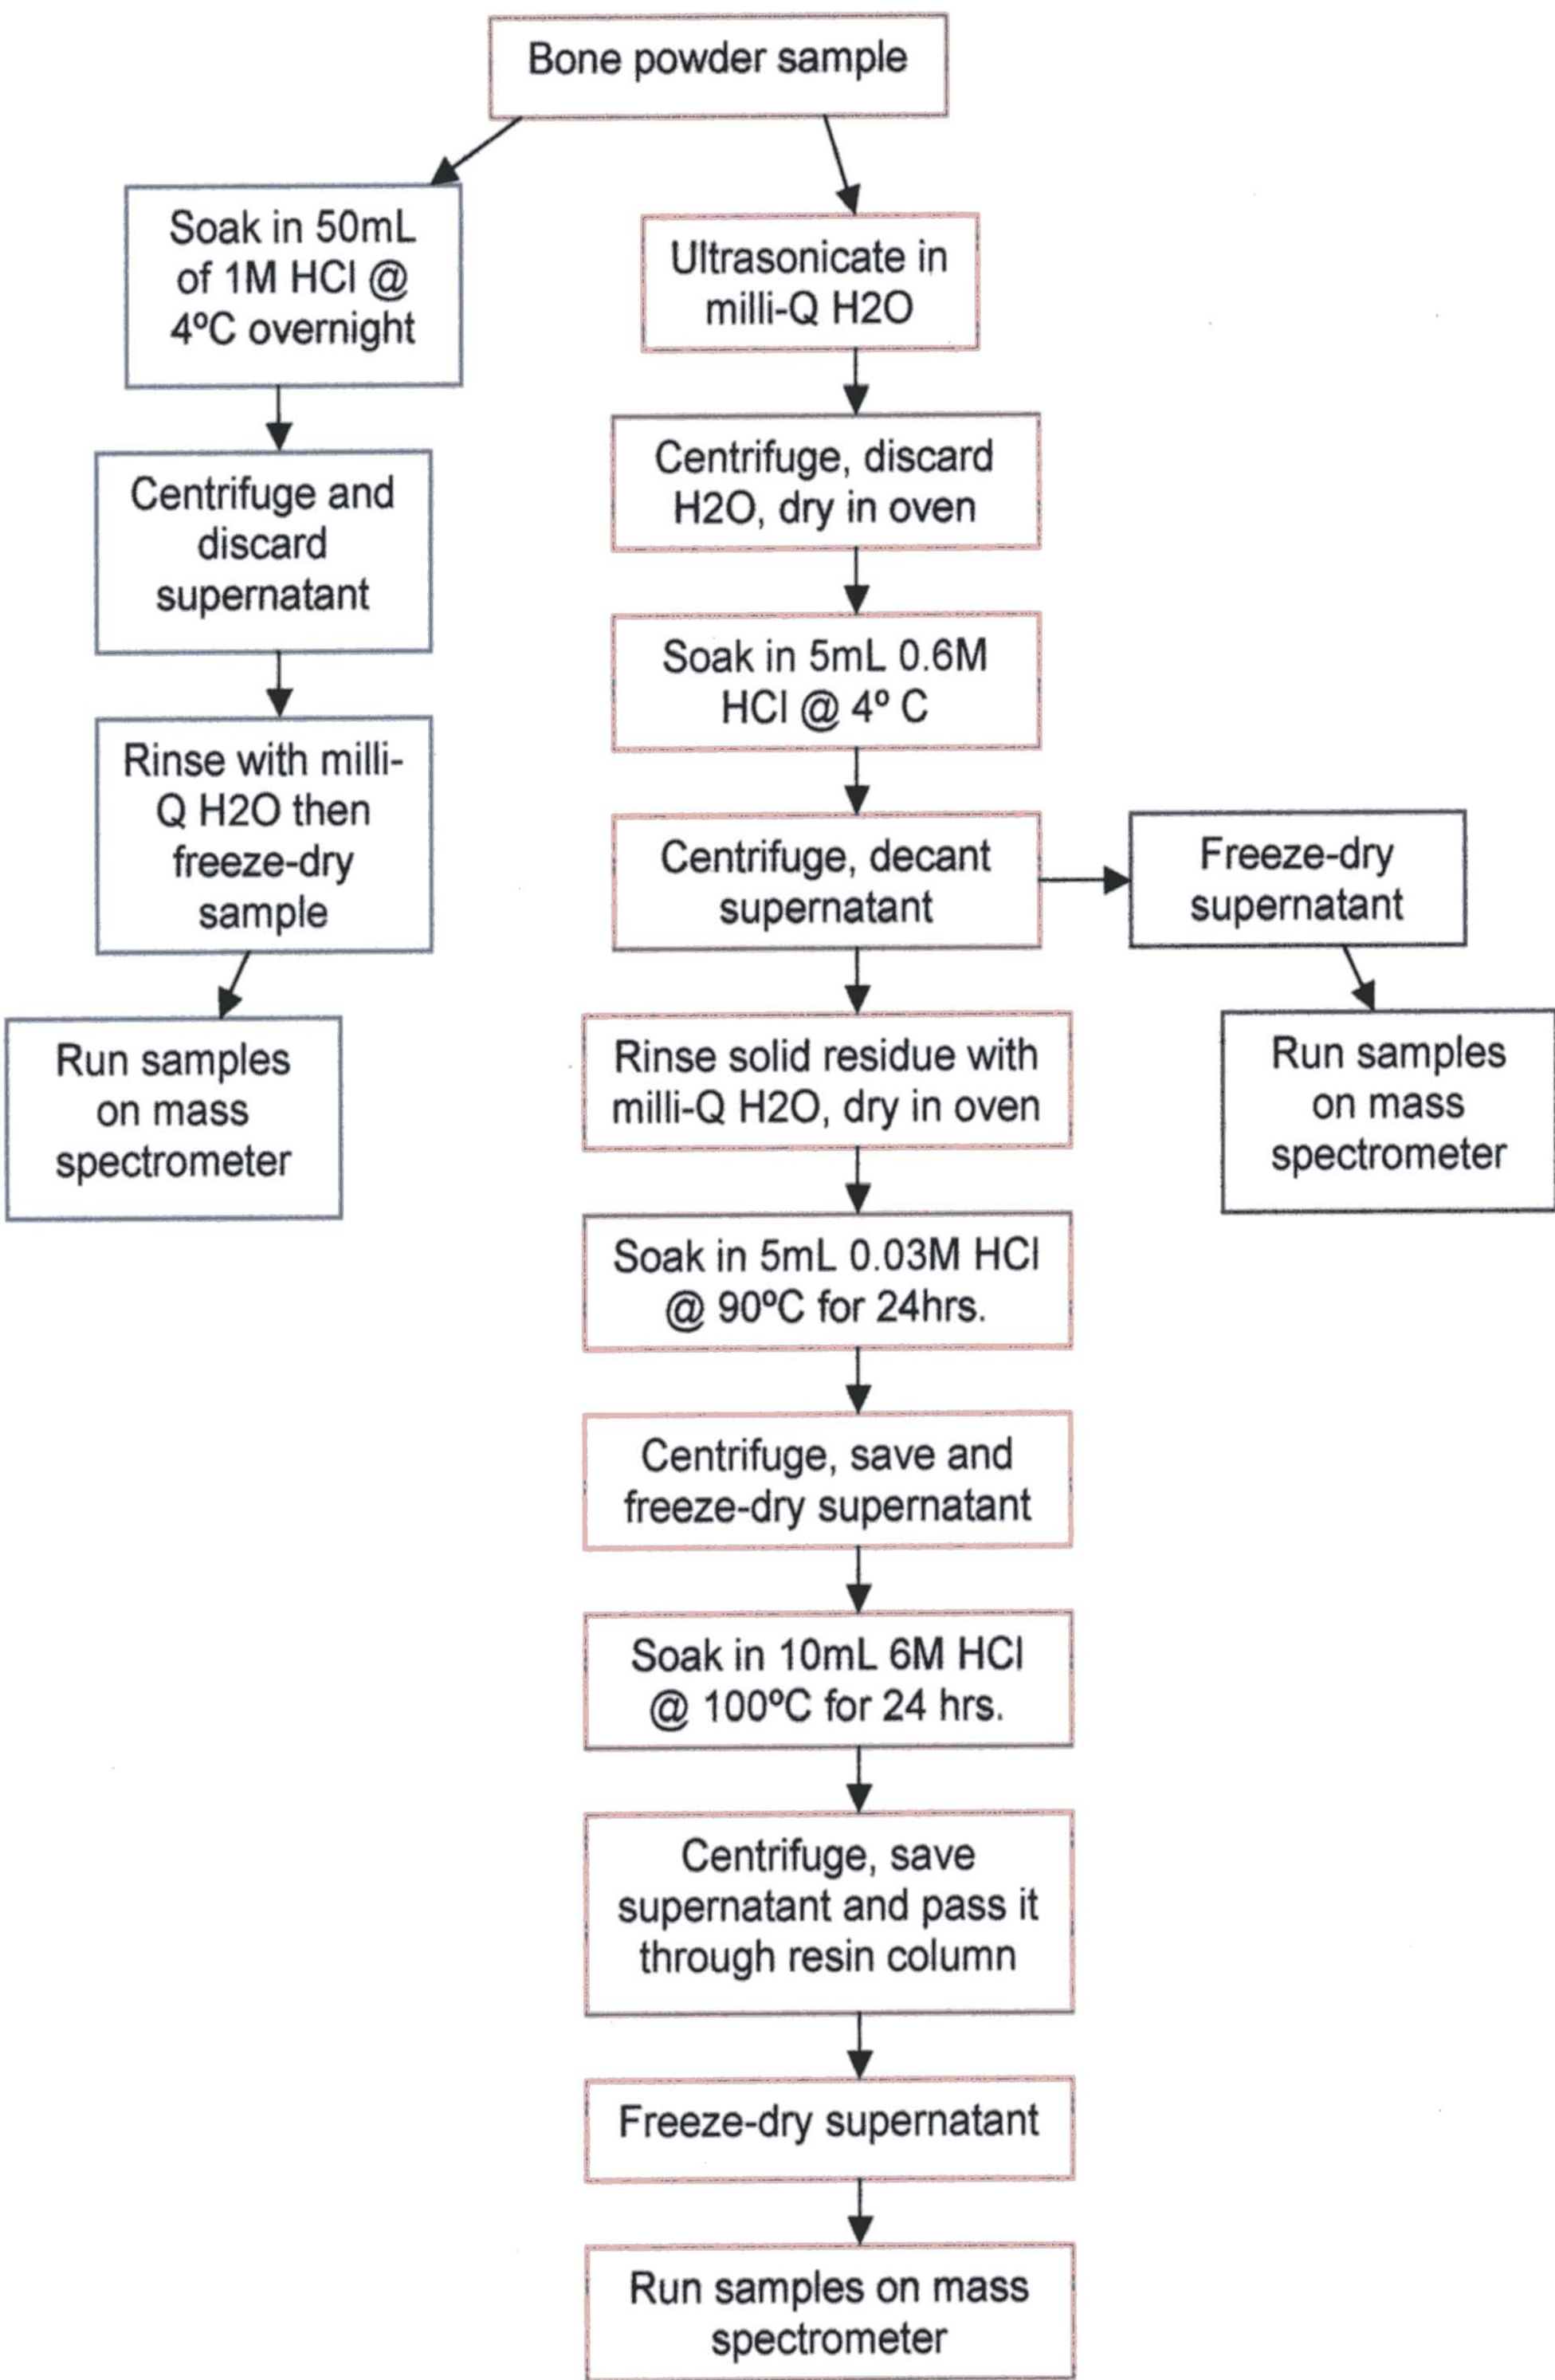 Bone powder sample
Soak in 50mL
of 1M HCl @
4ºC overnight
Centrifuge and
discard
supernatant
Rinse with milli-
Q H2O then
freeze-dry
sample
Run samples
on mass
spectrometer
Ultrasonicate in
milli-Q H2O
Centrifuge, discard
H2O, dry in oven
Soak in 5mL 0.6M
HCl @ 4º C
Centrifuge, decant
supernatant
Freeze-dry
supernatant
Run samples
on mass
spectrometer
Rinse solid residue with
milli-Q H2O, dry in oven
Soak in 5mL 0.03M HCl
@ 90ºC for 24hrs.
Centrifuge, save and
freeze-dry supernatant
Soak in 10mL 6M HCl
@ 100ºC for 24 hrs.
Centrifuge, save
supernatant and pass it
through resin column
Freeze-dry supernatant
Run samples on mass
spectrometer